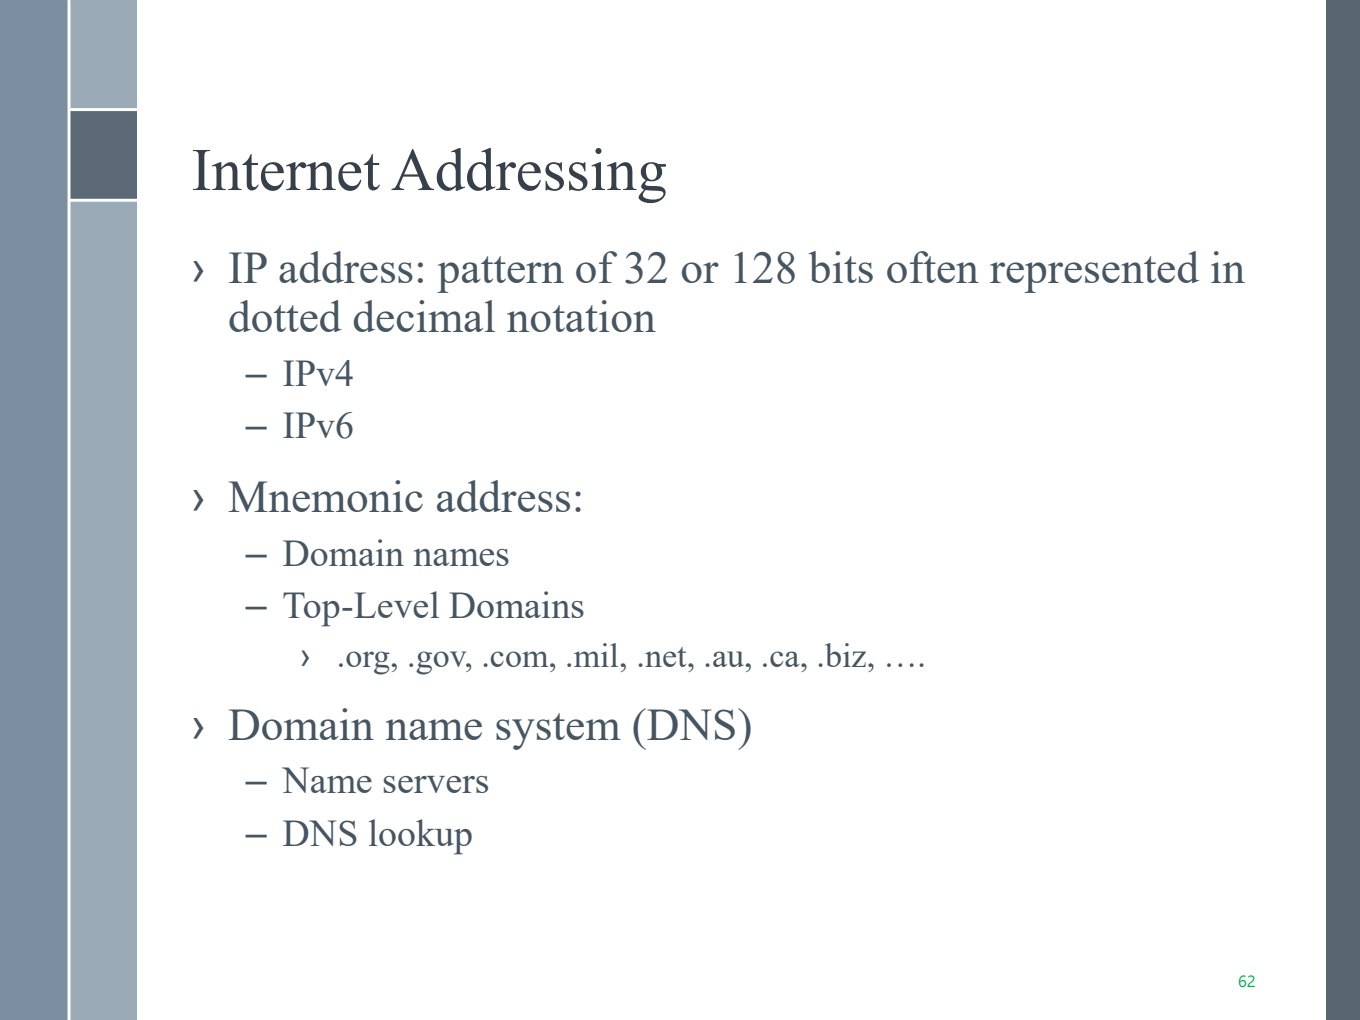 Internet Addressing
› IP address: pattern of 32 or 128 bits often represented in
dotted decimal notation
– IPv4
– IPv6
› Mnemonic address:
– Domain names
– Top-Level Domains
› .org, .gov, .com, .mil, .net, .au, .ca, .biz, ….
› Domain name system (DNS)
– Name servers
– DNS lookup
62